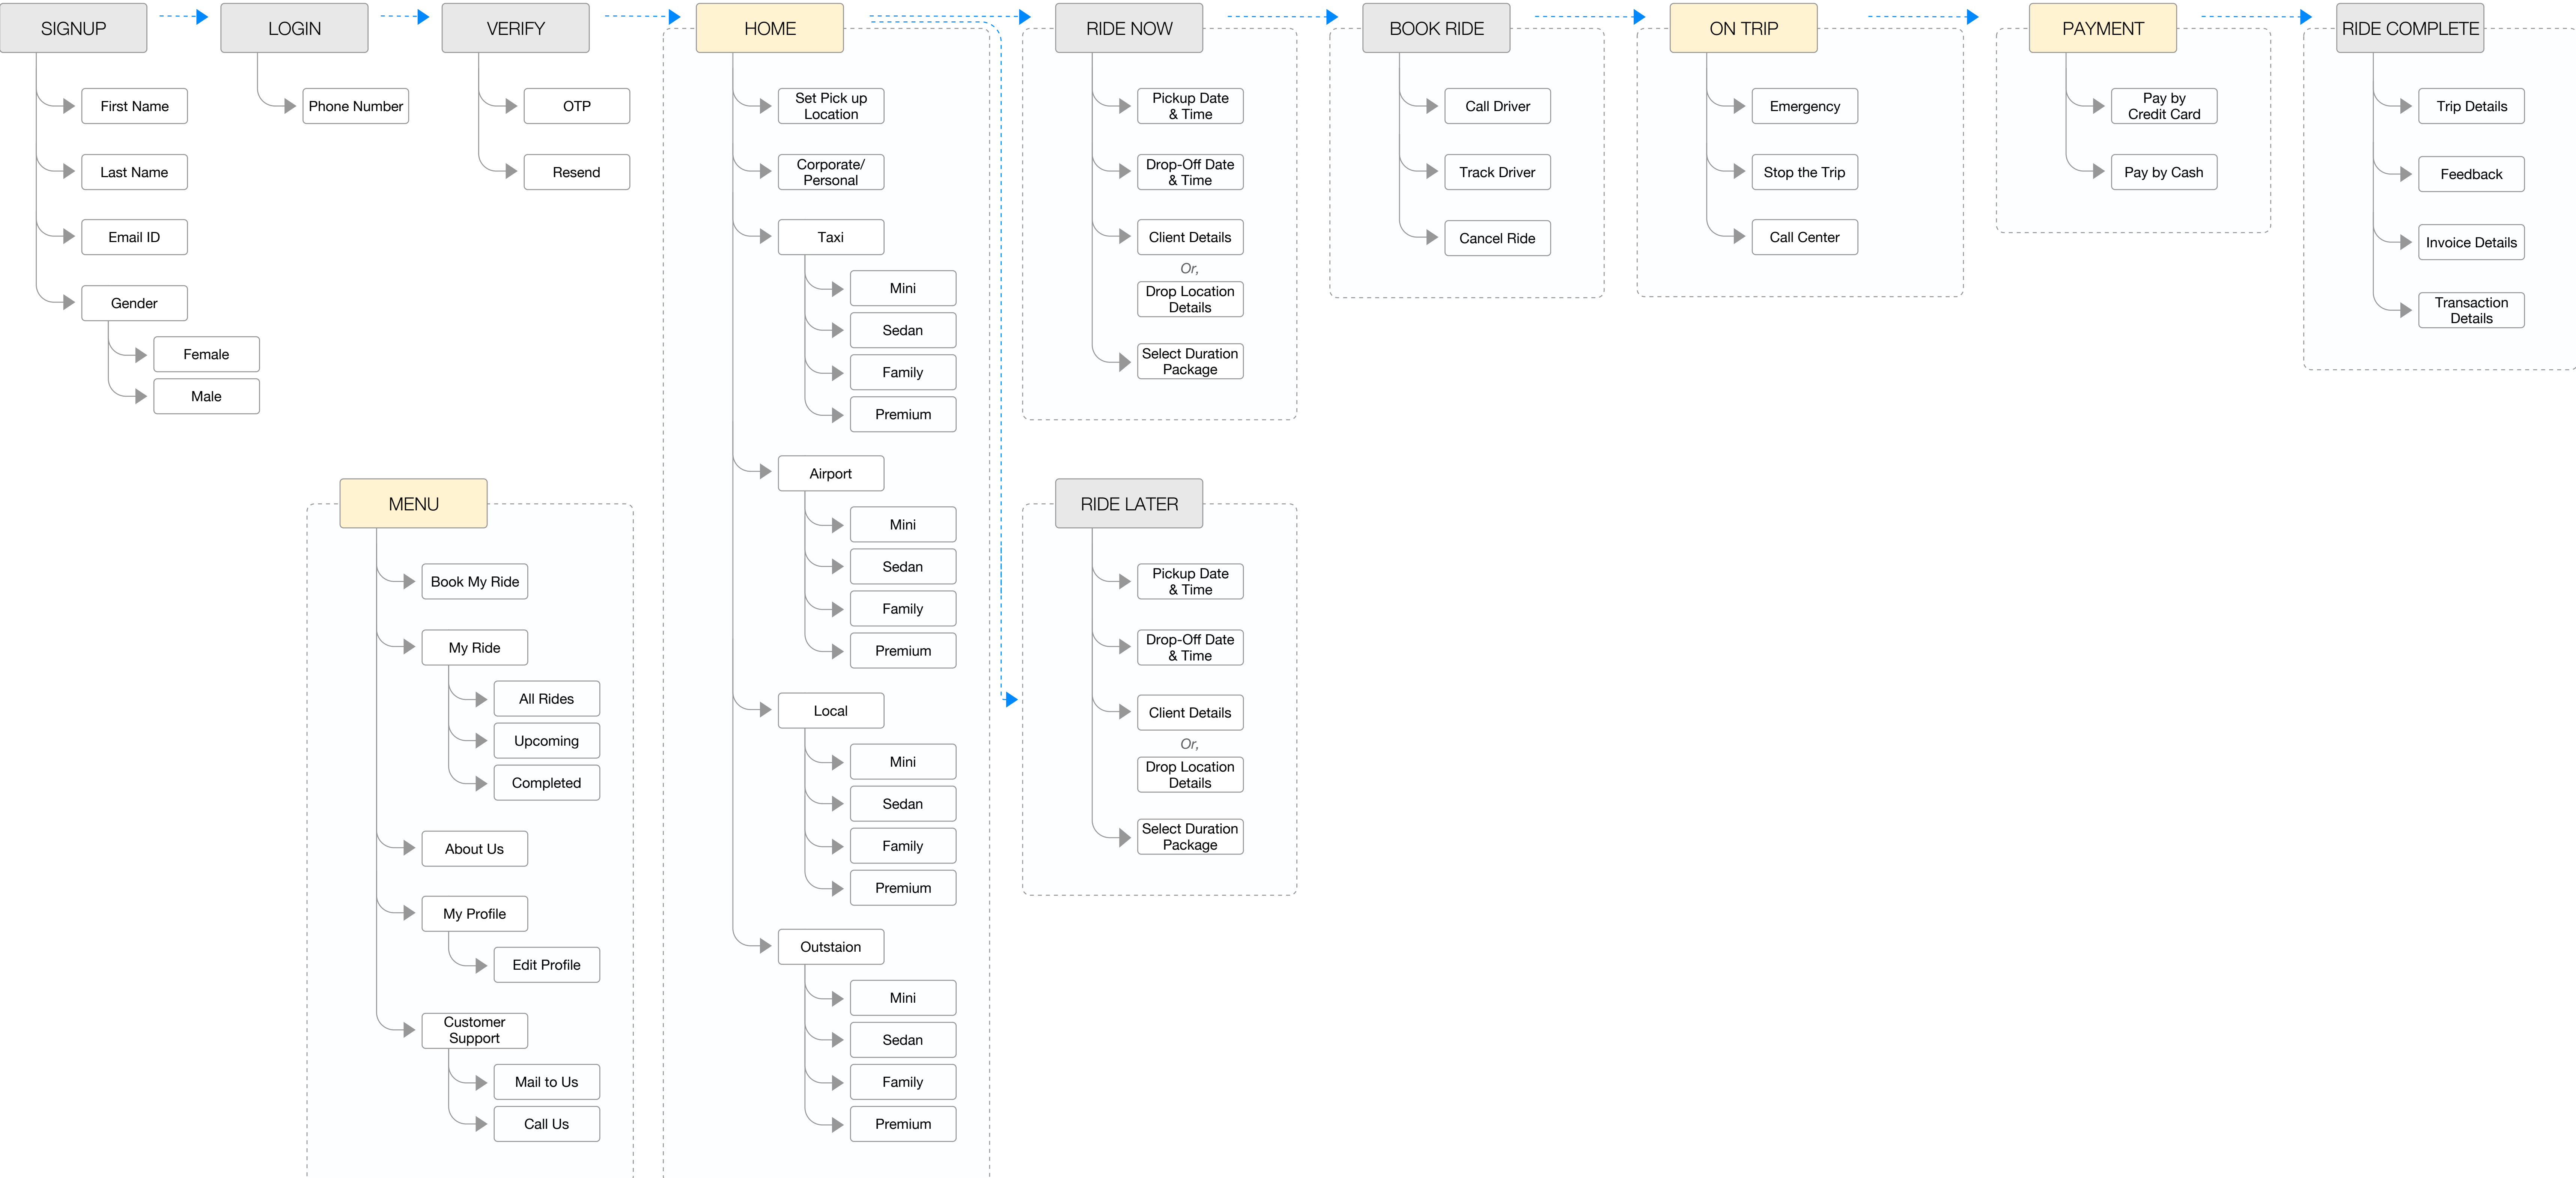 SIGNUP
First Name
Last Name
Email ID
Gender
Female
Male
LOGIN
Phone Number
VERIFY
OTP
Resend
MENU
Book My Ride
My Ride
All Rides
Upcoming
Completed
About Us
My Profile
Edit Profile
Customer
Support
Mail to Us
Call Us
HOME
Set Pick up
Location
Corporate/
Personal
Taxi
Mini
Sedan
Family
Premium
Airport
Mini
Sedan
Family
Premium
Local
Mini
Sedan
Family
Premium
Outstaion
Mini
Sedan
Family
Premium
RIDE NOW
Pickup Date
& Time
Drop-Off Date
& Time
Client Details
Or,
Drop Location
Details
Select Duration
Package
RIDE LATER
Pickup Date
& Time
Drop-Off Date
& Time
Client Details
Or,
Drop Location
Details
Select Duration
Package
BOOK RIDE
Call Driver
Track Driver
Cancel Ride
ON TRIP
Emergency
Stop the Trip
Call Center
PAYMENT
Pay by
Credit Card
Pay by Cash
RIDE COMPLETE
Trip Details
Feedback
Invoice Details
Transaction
Details